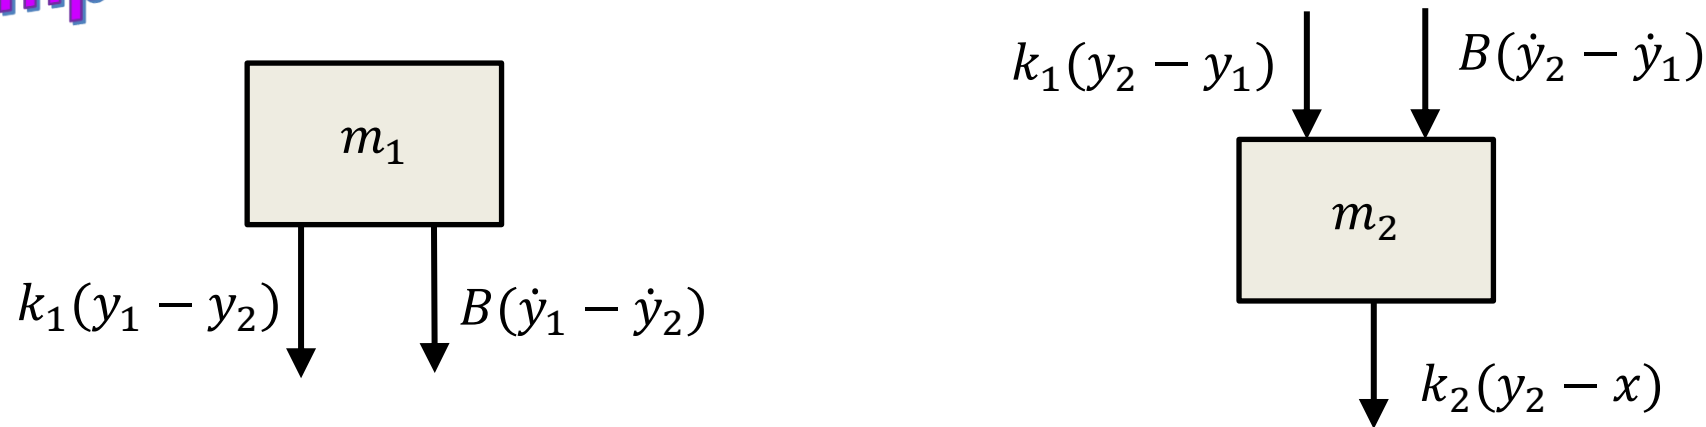 m₁
k₁(y₁ − y₂)
B(ẏ₁ − ẏ₂)
k₁(y₂ − y₁)
B(ẏ₂ − ẏ₁)
m₂
k₂(y₂ − x)